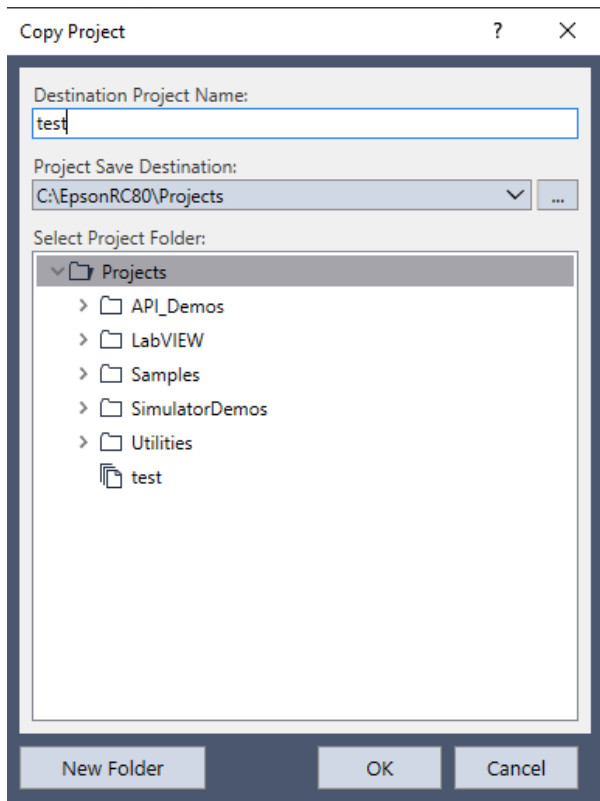 Copy Project ?
Destination Project Name:
test
Project Save Destination:
C:\EpsonRC80\Projects ...
Select Project Folder:
Projects
API_Demos
LabVIEW
Samples
SimulatorDemos
Utilities
test
New Folder OK Cancel